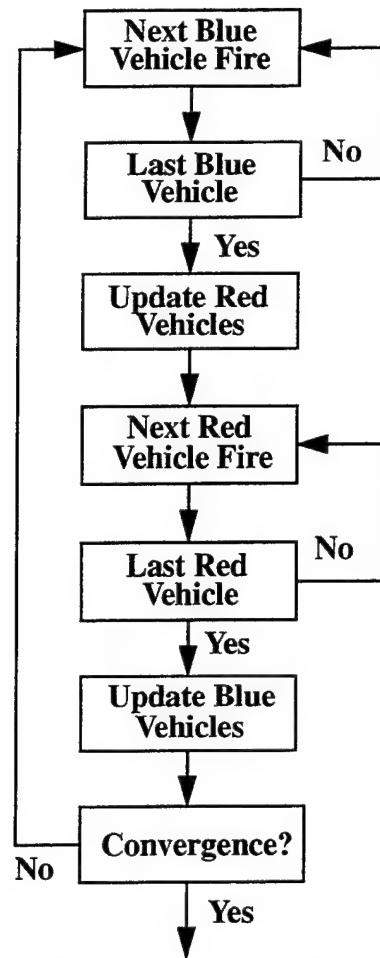 Next Blue
Vehicle Fire
Last Blue
Vehicle
No
Yes
Update Red
Vehicles
Next Red
Vehicle Fire
Last Red
Vehicle
No
Yes
Update Blue
Vehicles
Convergence?
No
Yes